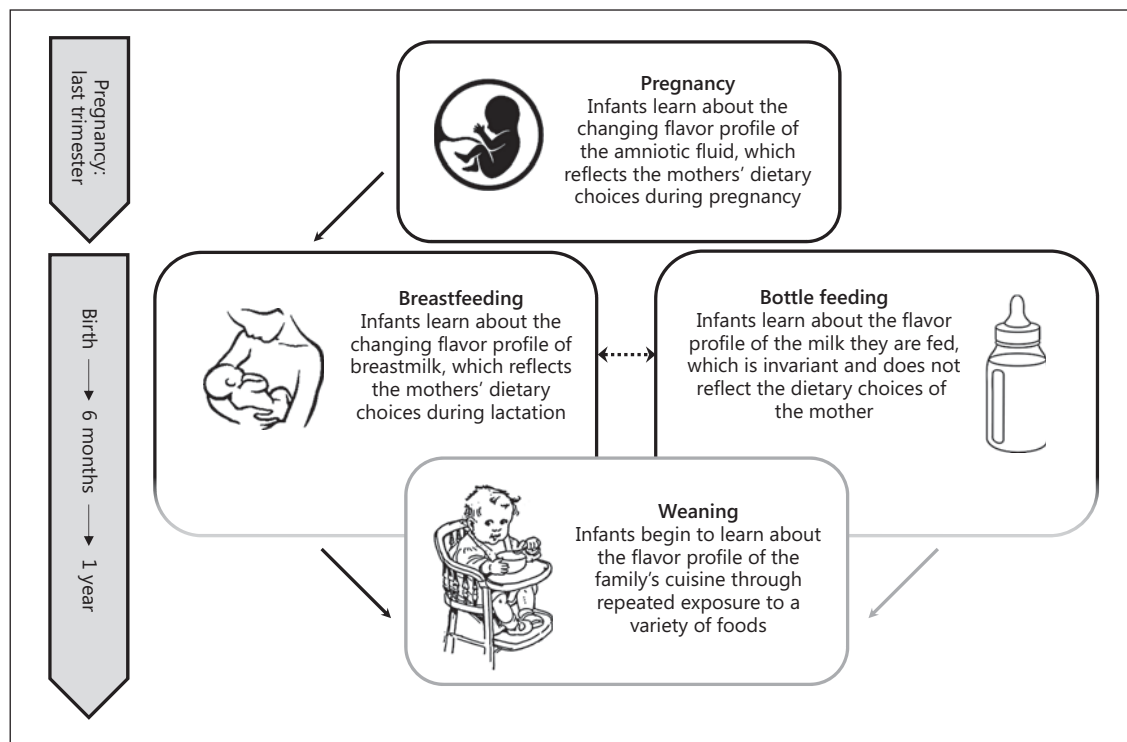 Pregnancy:
last trimester
Pregnancy
Infants learn about the
changing flavor profile of
the amniotic fluid, which
reflects the mothers’ dietary
choices during pregnancy
Birth
6 months
1 year
Breastfeeding
Infants learn about the
changing flavor profile of
breastmilk, which reflects
the mothers’ dietary
choices during lactation
Bottle feeding
Infants learn about the flavor
profile of the milk they are fed,
which is invariant and does not
reflect the dietary choices of
the mother
Weaning
Infants begin to learn about
the flavor profile of the
family’s cuisine through
repeated exposure to a
variety of foods